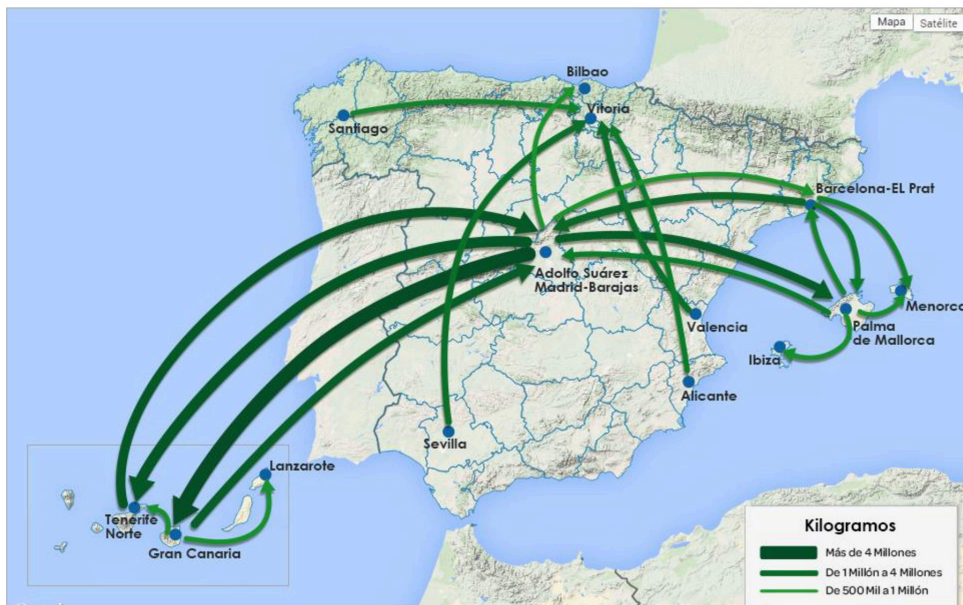 Mapa
Satélite
Bilbao
Vitoria
Santiago
Barcelona-EL Prat
Adolfo Suárez
Madrid-Barajas
Menorca
Palma
de Mallorca
Valencia
Ibiza
Alicante
Sevilla
Lanzarote
Tenerife
Norte
Gran Canaria
Kilogramos
Más de 4 Millones
De 1 Millón a 4 Millones
De 500 Mil a 1 Millón